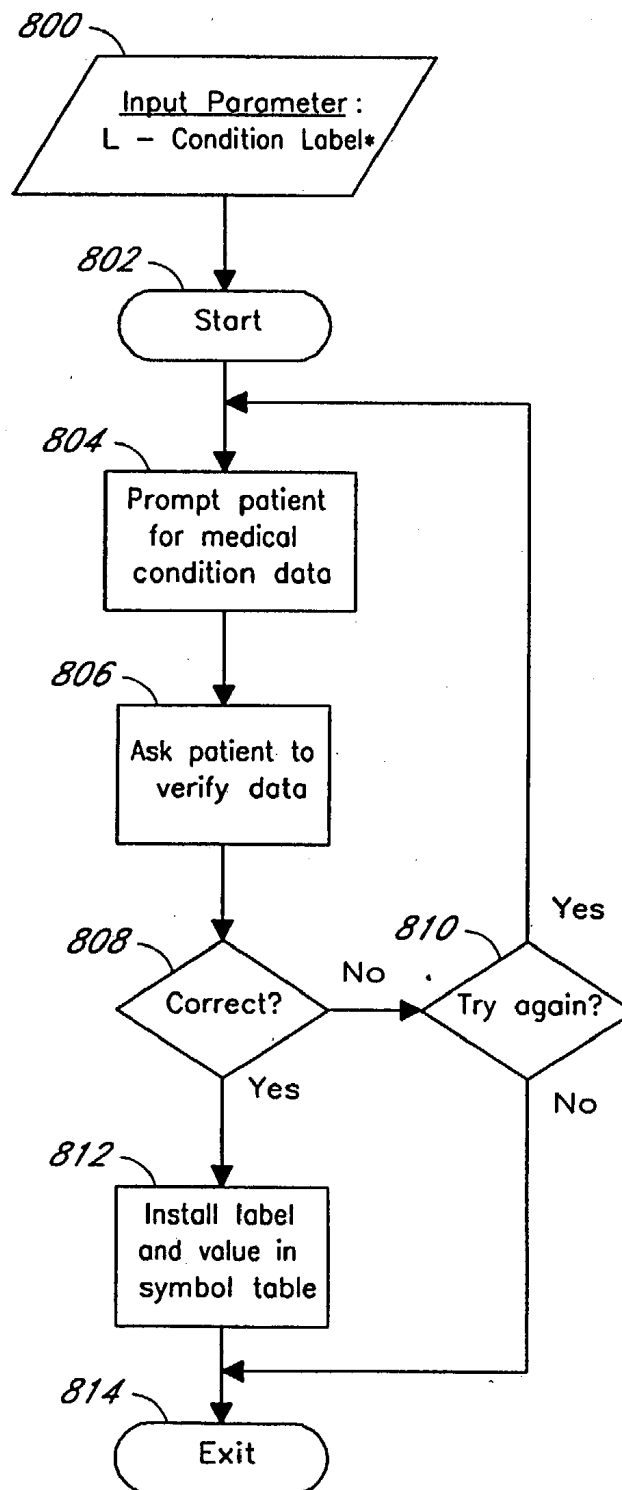 800
Input Parameter :
L - Condition Label*
802
Start
804
Prompt patient
for medical
condition data
806
Ask patient to
verify data
808
Correct?
No
810
Try again?
Yes
No
Yes
812
Install label
and value in
symbol table
814
Exit